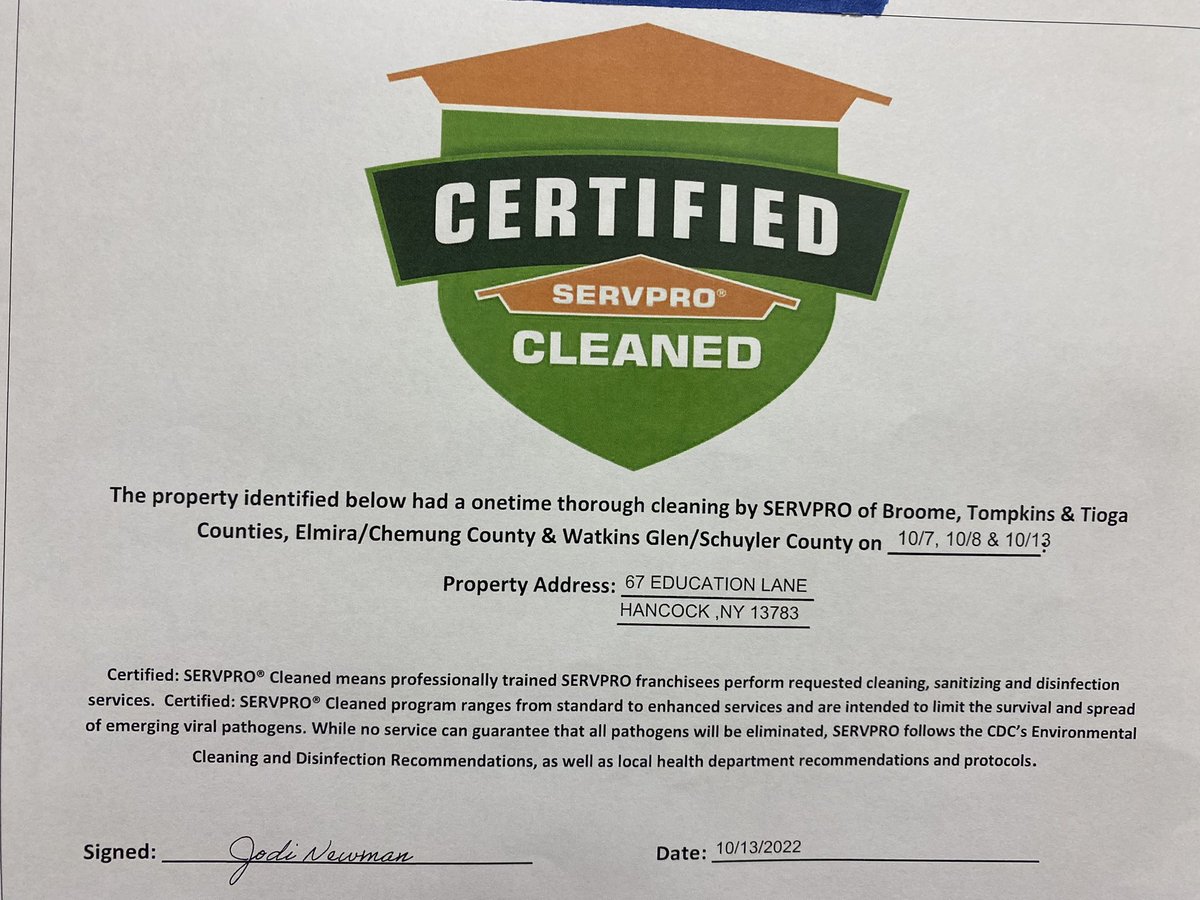 CERTIFIED
SERVPRO®
CLEANED
The property identified below had a onetime thorough cleaning by SERVPRO of Broome, Tompkins & Tioga
Counties, Elmira/Chemung County & Watkins Glen/Schuyler County on 10/7, 10/8 & 10/13.
Property Address: 67 EDUCATION LANE
HANCOCK ,NY 13783
Certified: SERVPRO® Cleaned means professionally trained SERVPRO franchisees perform requested cleaning, sanitizing and disinfection
services. Certified: SERVPRO® Cleaned program ranges from standard to enhanced services and are intended to limit the survival and spread
of emerging viral pathogens. While no service can guarantee that all pathogens will be eliminated, SERVPRO follows the CDC's Environmental
Cleaning and Disinfection Recommendations, as well as local health department recommendations and protocols.
Signed: Jodi Newman Date: 10/13/2022